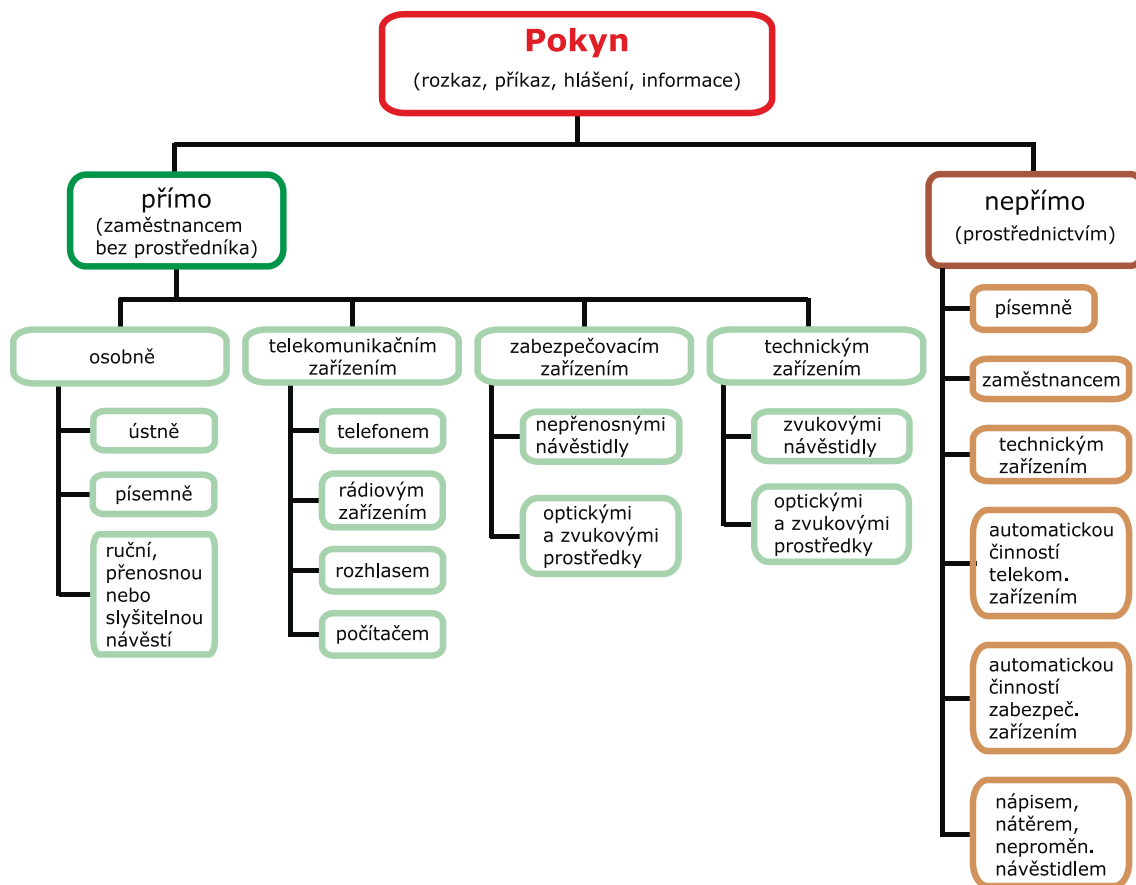 Pokyn
(rozkaz, příkaz, hlášení, informace)
přímo
(zaměstnancem
bez prostředníka)
nepřímo
(prostřednictvím)
osobně
telekomunikačním
zařízením
zabezpečovacím
zařízením
technickým
zařízením
ústně
písemně
ruční,
přenosnou
nebo
slyšitelnou
návěstí
telefonem
rádiovým
zařízením
rozhlasem
počítačem
nepřenosnými
návěstidly
optickými
a zvukovými
prostředky
zvukovými
návěstidly
optickými
a zvukovými
prostředky
písemně
zaměstnancem
technickým
zařízením
automatickou
činností
telekom.
zařízením
automatickou
činností
zabezpeč.
zařízením
nápisem,
nátěrem,
neproměn.
návěstidlem